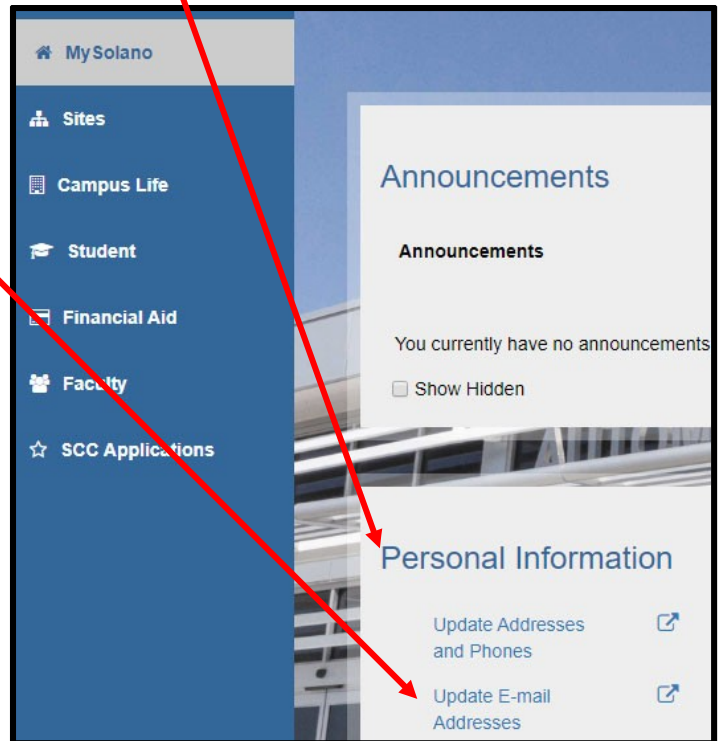 MySolano
Sites
Campus Life
Student
Financial Aid
Faculty
SCC Applications
Announcements
Announcements
You currently have no announcements
Show Hidden
Personal Information
Update Addresses
and Phones
Update E-mail
Addresses